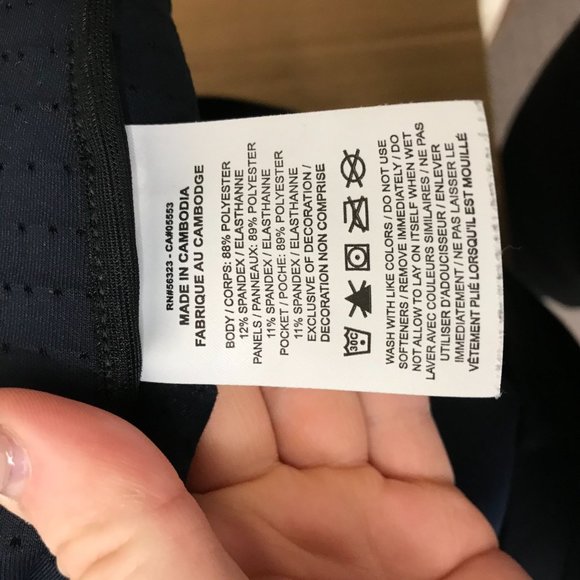 RN#56323 - CA#05553
MADE IN CAMBODIA
FABRIQUE AU CAMBODGE
BODY / CORPS: 88% POLYESTER
12% SPANDEX / ELASTHANNE
PANELS / PANNEAUX: 89% POLYESTER
11% SPANDEX / ELASTHANNE
POCKET / POCHE: 89% POLYESTER
11% SPANDEX / ELASTHANNE
EXCLUSIVE OF DECORATION /
DECORATION NON COMPRISE
30C
WASH WITH LIKE COLORS / DO NOT USE
SOFTENERS / REMOVE IMMEDIATELY / DO
NOT ALLOW TO LAY ON ITSELF WHEN WET
LAVER AVEC COULEURS SIMILAIRES / NE PAS
UTILISER D'ADOUCISSEUR / ENLEVER
IMMEDIATEMENT / NE PAS LAISSER LE
VÊTEMENT PLIÉ LORSQU'IL EST MOUILLÉ